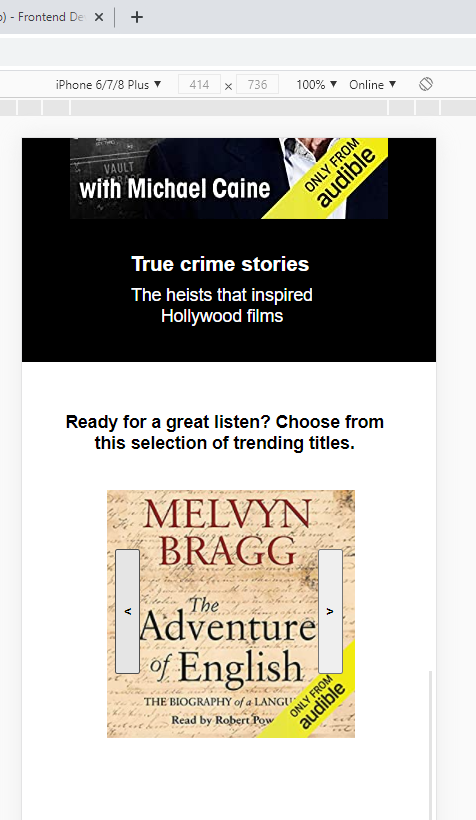 ) - Frontend De
iPhone 6/7/8 Plus ▼ 414 x 736 100% ▼ Online ▼
VAULT
with Michael Caine
ONLY FROM
audible
True crime stories
The heists that inspired
Hollywood films
Ready for a great listen? Choose from
this selection of trending titles.
MELVYN
BRAGG
The
Adventure
of English
THE BIOGRAPHY of a LANGU
Read by Robert Pow
ONLY FROM
audible
<
>